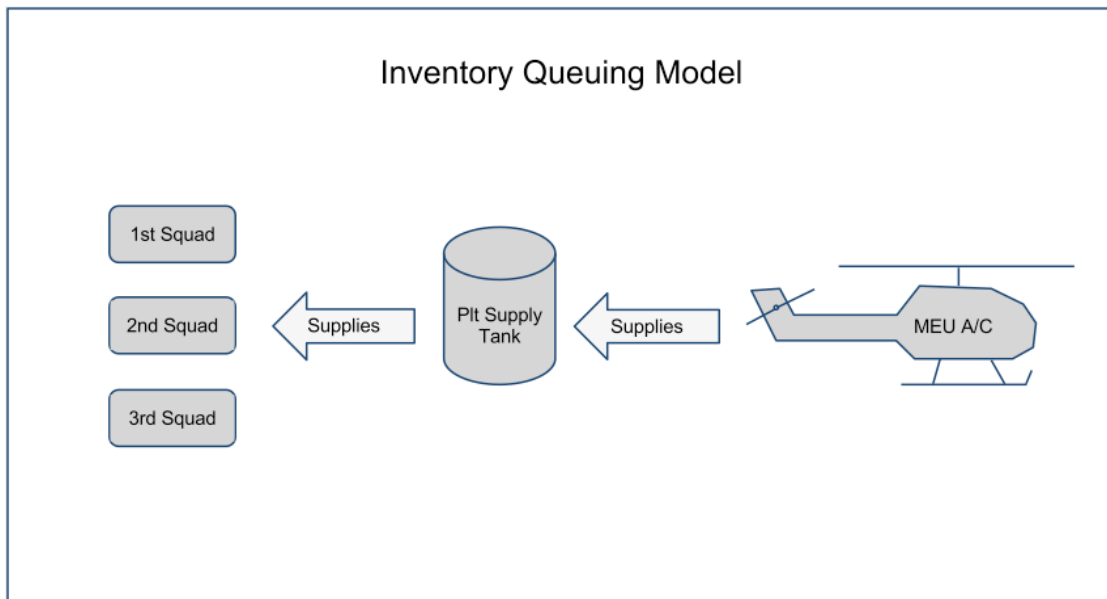 Inventory Queuing Model
1st Squad
2nd Squad
3rd Squad
Supplies
Plt Supply
Tank
Supplies
MEU A/C